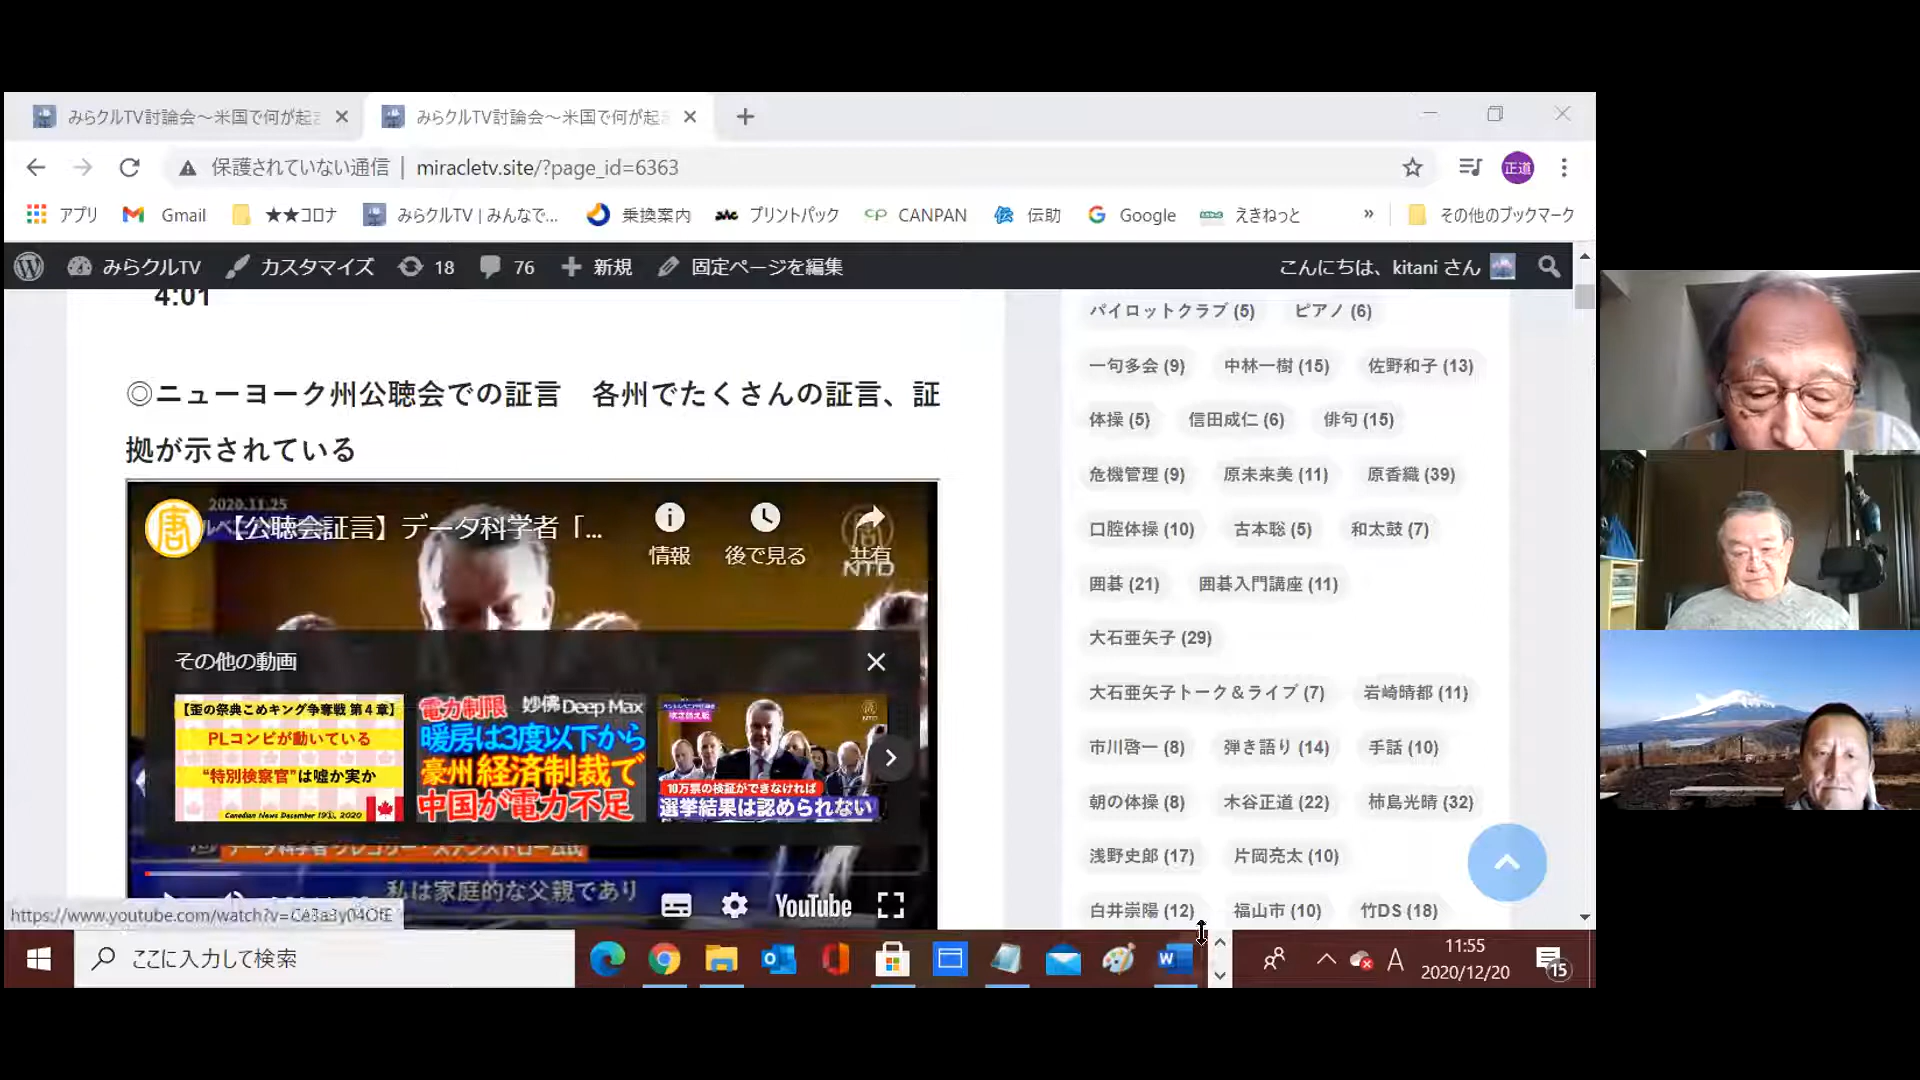 みらクルTV討論会～米国で何が起
みらクルTV討論会～米国で何が起
保護されていない通信 | miracletv.site/?page_id=6363
正道
アプリ Gmail ★★コロナ みらクルTV | みんなで... 乗換案内 プリントパック CANPAN 伝助 Google えきねっと » その他のブックマーク
みらクルTV カスタマイズ 18 76 新規 固定ページを編集 こんにちは、kitani さん
4:01
◎ニューヨーク州公聴会での証言 各州でたくさんの証言、証
拠が示されている
2020.11.25
【公聴会証言】データ科学者「...
情報 後で見る 共有
NTD
その他の動画
【歪の祭典こめキング争奪戦 第4章】
PLコンビが動いている
“特別検察官”は嘘か実か
Canadian News December 19, 2020
電力制限 妙佛 Deep Max
暖房は3度以下から
豪州 経済制裁で
中国が電力不足
10万票の検証ができなければ
選挙結果は認められない
私は家庭的な父親であり
YouTube
パイロットクラブ (5) ピアノ (6)
一句多会 (9) 中林一樹 (15) 佐野和子 (13)
体操 (5) 信田成仁 (6) 俳句 (15)
危機管理 (9) 原未来美 (11) 原香織 (39)
口腔体操 (10) 古本聡 (5) 和太鼓 (7)
囲碁 (21) 囲碁入門講座 (11)
大石亜矢子 (29)
大石亜矢子トーク＆ライブ (7) 岩崎晴都 (11)
市川啓一 (8) 弾き語り (14) 手話 (10)
朝の体操 (8) 木谷正道 (22) 柿島光晴 (32)
浅野史郎 (17) 片岡亮太 (10)
白井崇陽 (12) 福山市 (10) 竹DS (18)
ここに入力して検索
A
11:55
2020/12/20
15